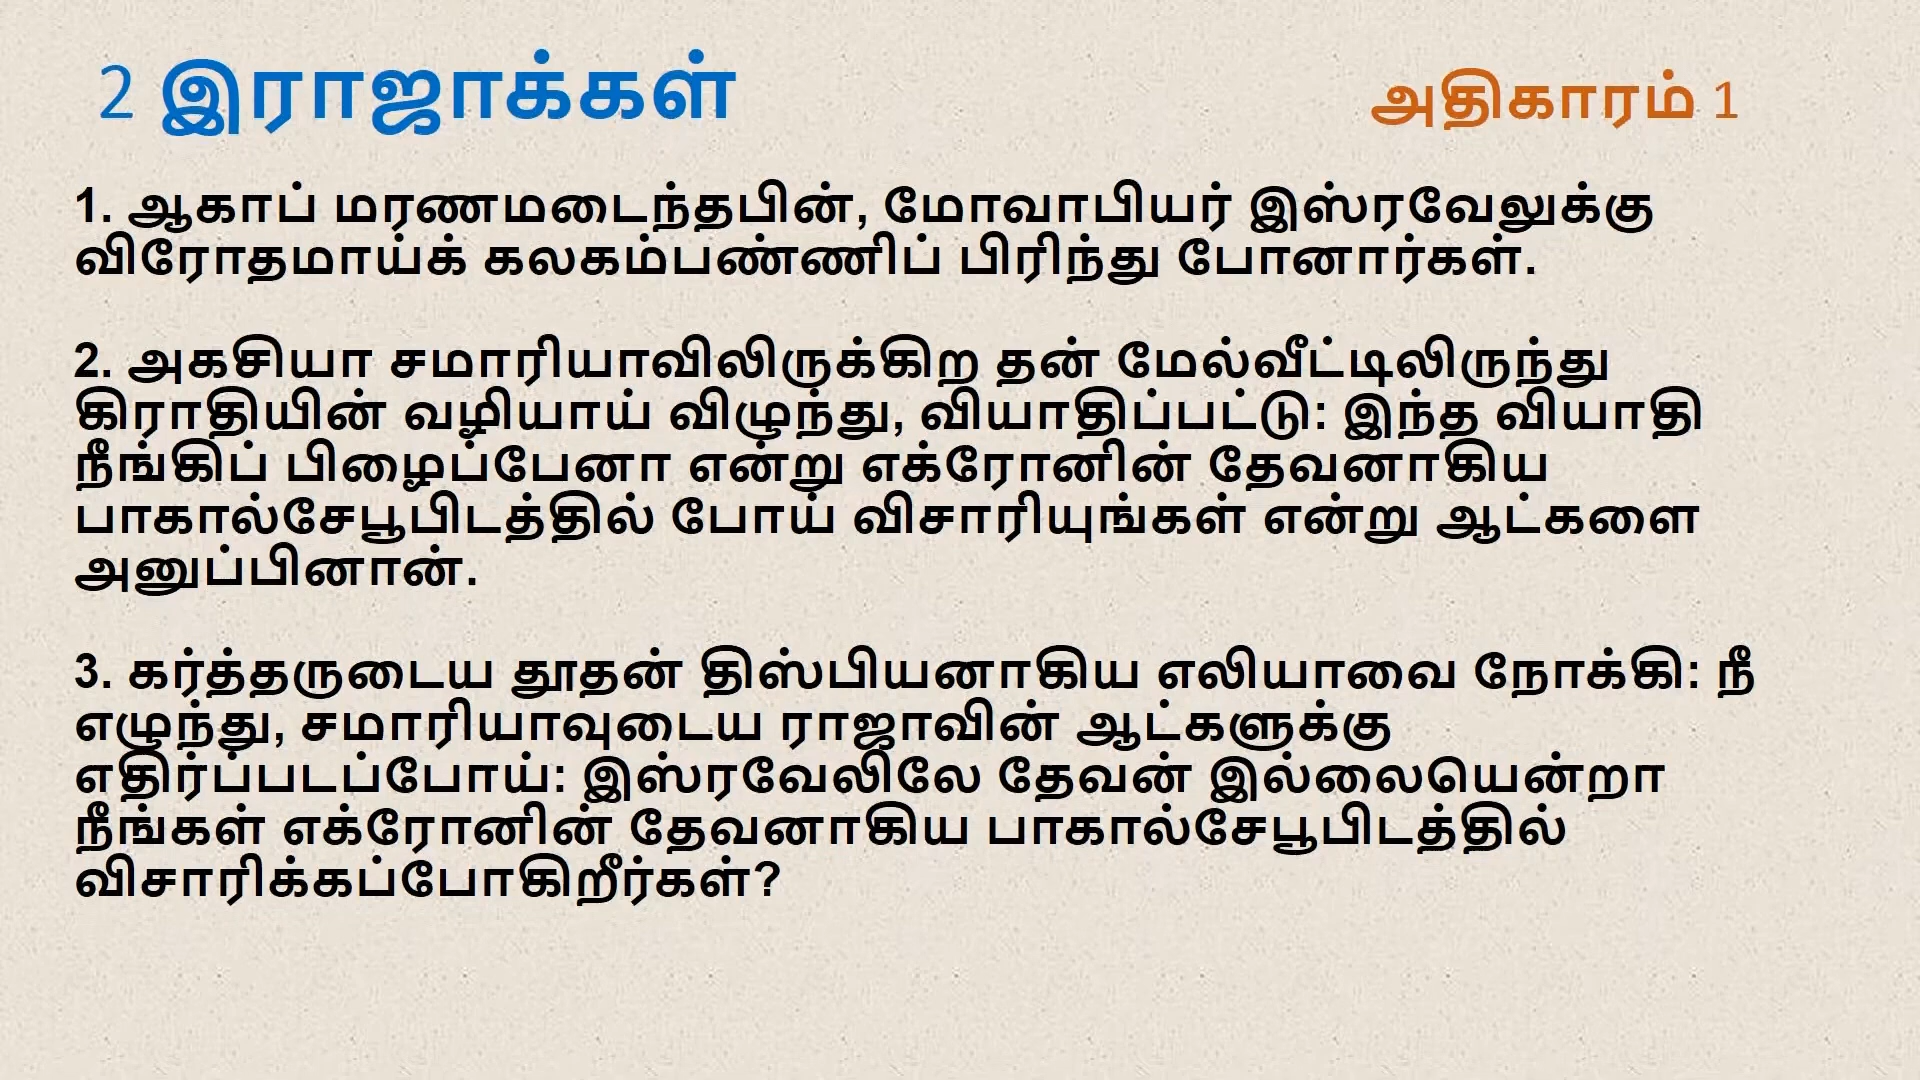 2 இராஜாக்கள்
அதிகாரம் 1
1. ஆகாப் மரணமடைந்தபின், மோவாபியர் இஸ்ரவேலுக்கு
விரோதமாய்க் கலகம்பண்ணிப் பிரிந்து போனார்கள்.
2. அகசியா சமாரியாவிலிருக்கிற தன் மேல்வீட்டிலிருந்து
கிராதியின் வழியாய் விழுந்து, வியாதிப்பட்டு: இந்த வியாதி
நீங்கிப் பிழைப்பேனா என்று எக்ரோனின் தேவனாகிய
பாகால்சேபூபிடத்தில் போய் விசாரியுங்கள் என்று ஆட்களை
அனுப்பினான்.
3. கர்த்தருடைய தூதன் திஸ்பியனாகிய எலியாவை நோக்கி: நீ
எழுந்து, சமாரியாவுடைய ராஜாவின் ஆட்களுக்கு
எதிர்ப்படப்போய்: இஸ்ரவேலிலே தேவன் இல்லையென்றா
நீங்கள் எக்ரோனின் தேவனாகிய பாகால்சேபூபிடத்தில்
விசாரிக்கப்போகிறீர்கள்?